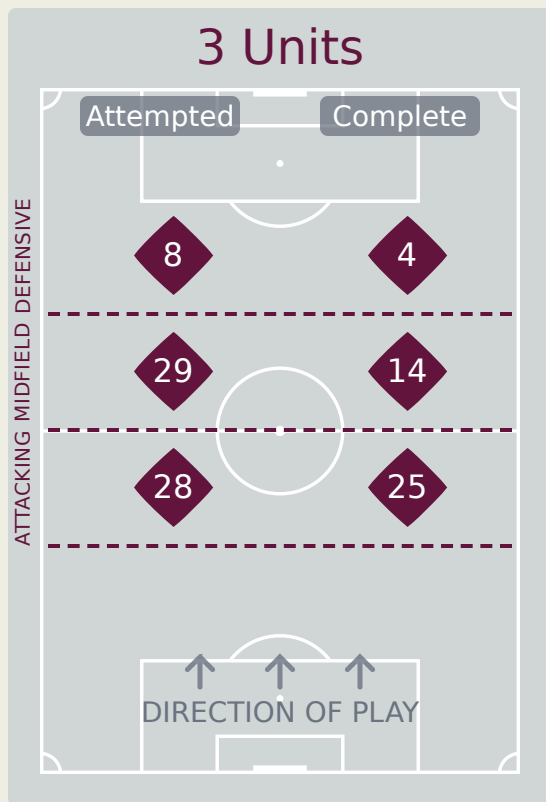 3 Units
Attempted Complete
ATTACKING MIDFIELD DEFENSIVE
8 4
29 14
28 25
DIRECTION OF PLAY